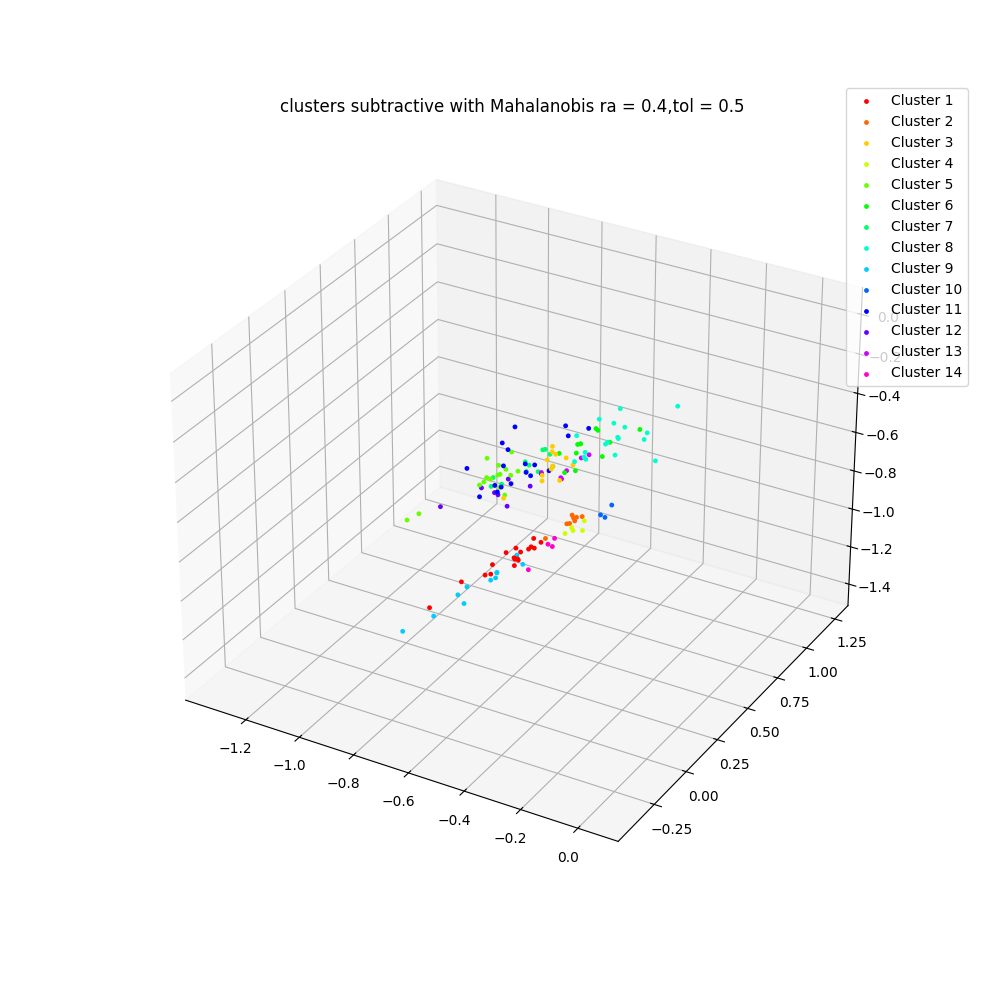 clusters subtractive with Mahalanobis ra = 0.4,tol = 0.5
Cluster 1
Cluster 2
Cluster 3
Cluster 4
Cluster 5
Cluster 6
Cluster 7
Cluster 8
Cluster 9
Cluster 10
Cluster 11
Cluster 12
Cluster 13
Cluster 14
0.0
−0.2
−0.4
−0.6
−0.8
−1.0
−1.2
−1.4
1.25
1.00
0.75
0.50
0.25
0.00
−0.25
−1.2
−1.0
−0.8
−0.6
−0.4
−0.2
0.0